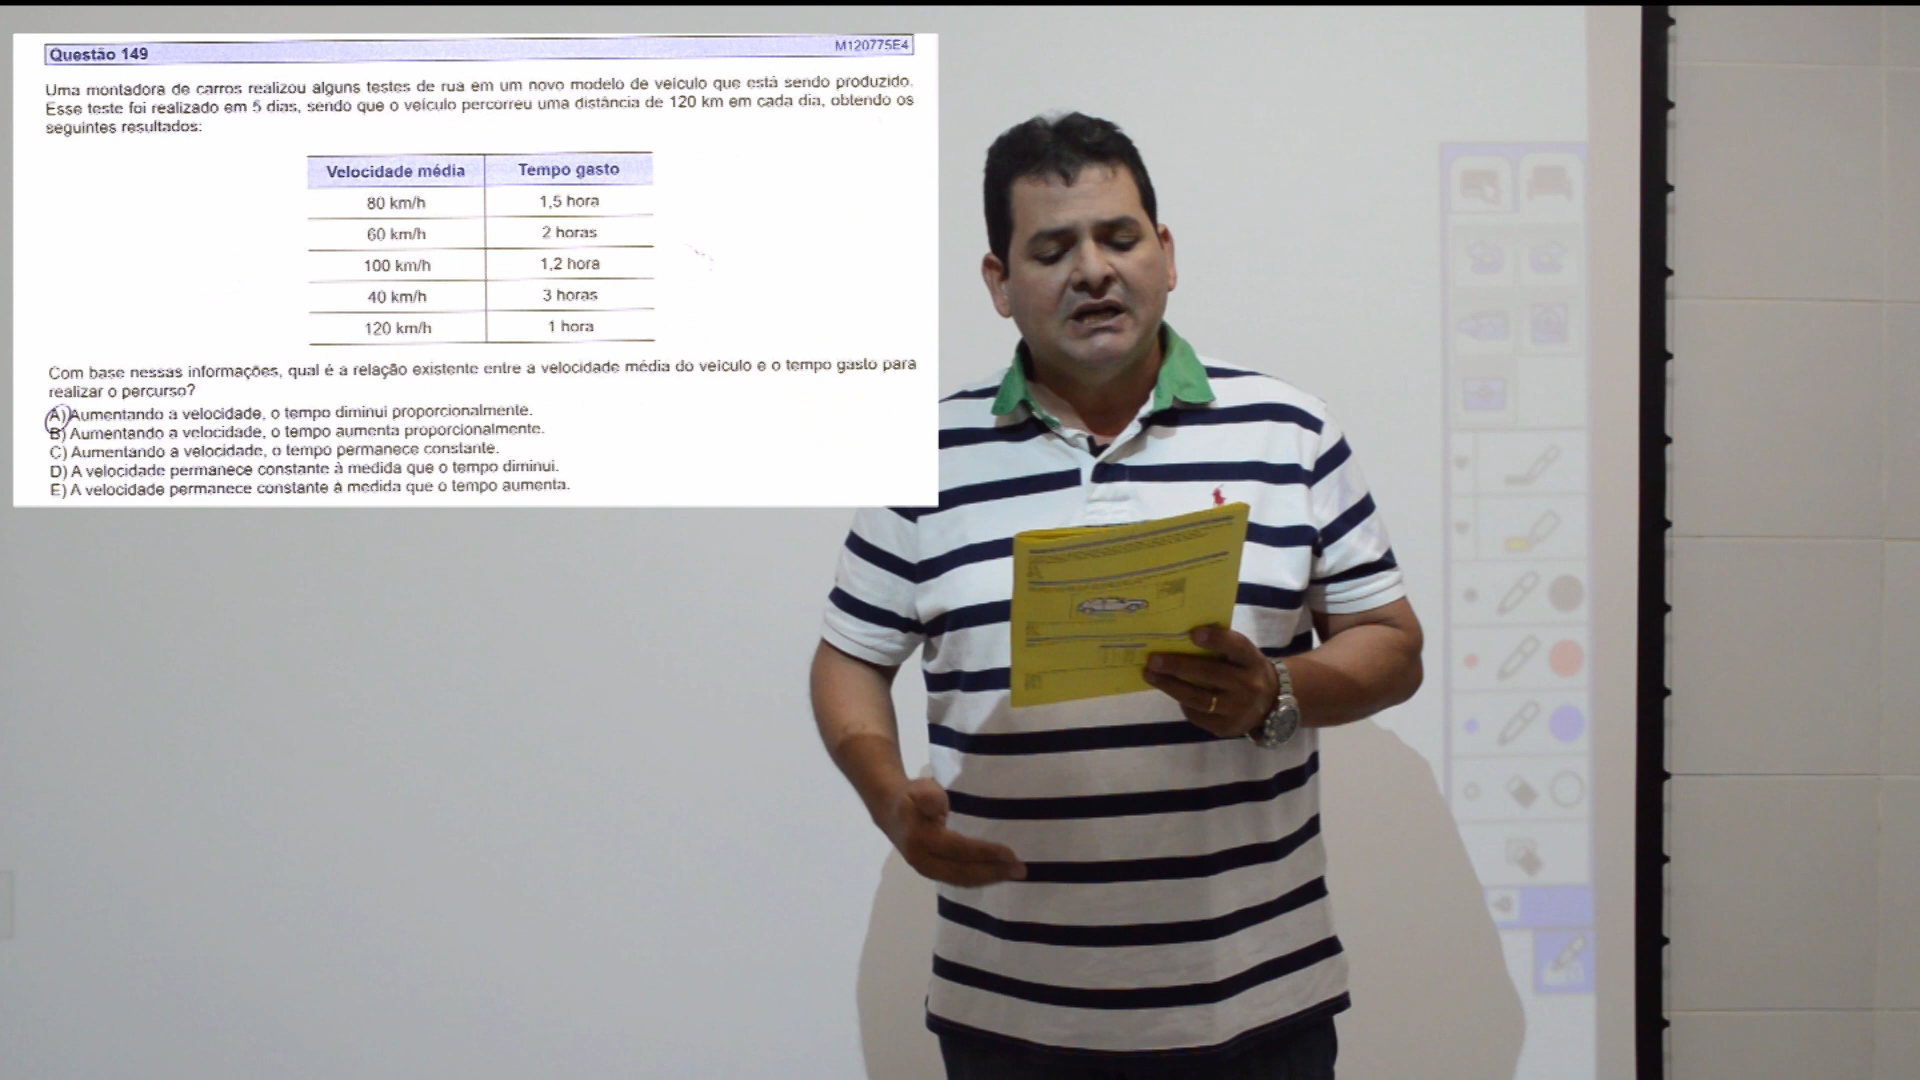 Questão 149
M120775E4
Uma montadora de carros realizou alguns testes de rua em um novo modelo de veículo que está sendo produzido.
Esse teste foi realizado em 5 dias, sendo que o veículo percorreu uma distância de 120 km em cada dia, obtendo os
seguintes resultados:
Velocidade média Tempo gasto
80 km/h 1,5 hora
60 km/h 2 horas
100 km/h 1,2 hora
40 km/h 3 horas
120 km/h 1 hora
Com base nessas informações, qual é a relação existente entre a velocidade média do veículo e o tempo gasto para
realizar o percurso?
A) Aumentando a velocidade, o tempo diminui proporcionalmente.
B) Aumentando a velocidade, o tempo aumenta proporcionalmente.
C) Aumentando a velocidade, o tempo permanece constante.
D) A velocidade permanece constante à medida que o tempo diminui.
E) A velocidade permanece constante à medida que o tempo aumenta.